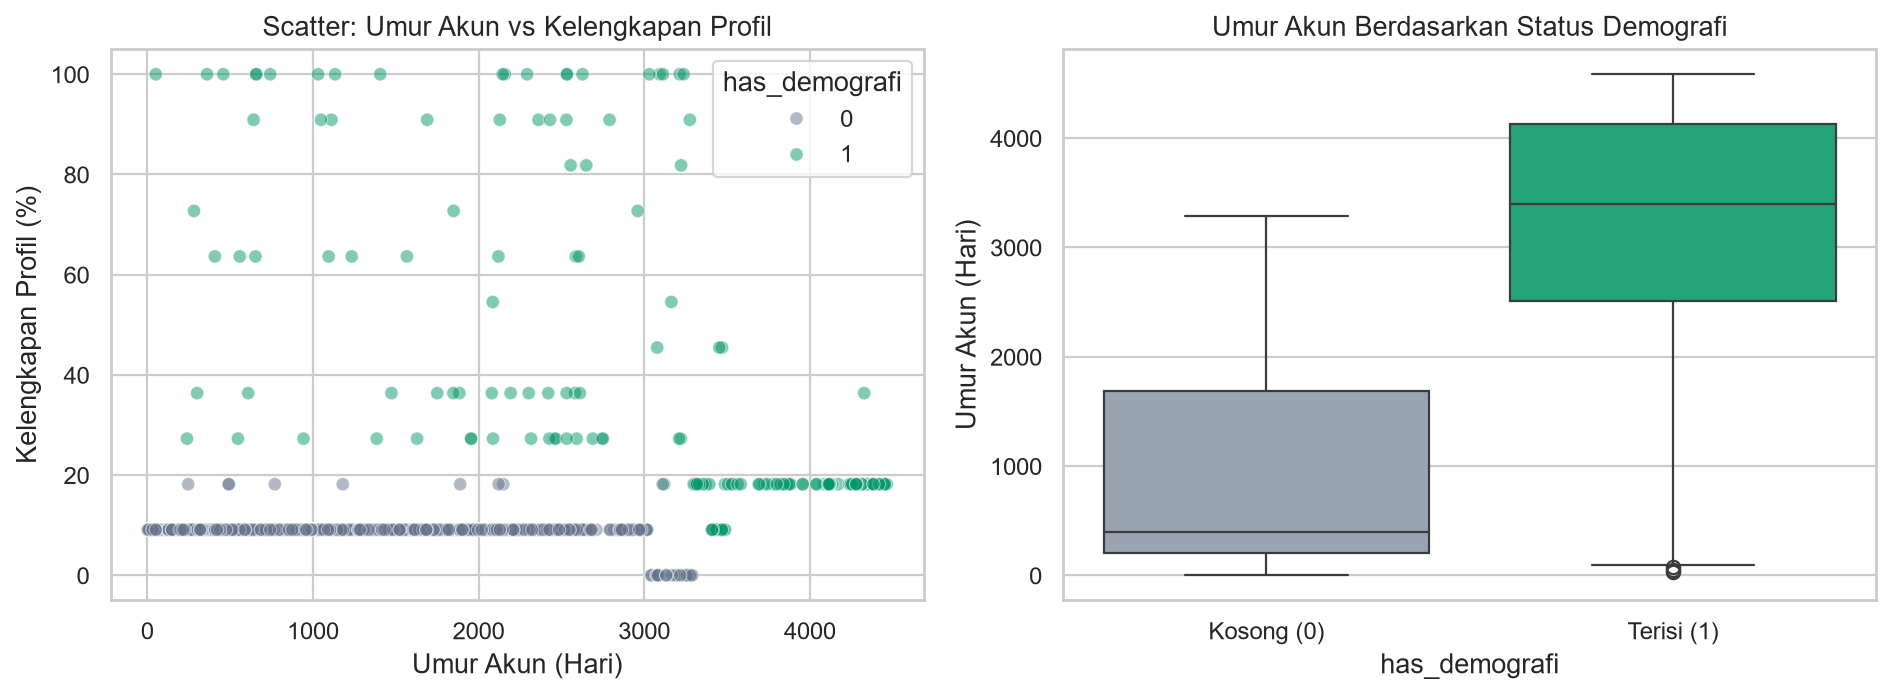 Scatter: Umur Akun vs Kelengkapan Profil
Kelengkapan Profil (%)
100
80
60
40
20
0
has_demografi
0
1
0
1000
2000
3000
4000
Umur Akun (Hari)
Umur Akun Berdasarkan Status Demografi
Umur Akun (Hari)
4000
3000
2000
1000
0
Kosong (0)
Terisi (1)
has_demografi